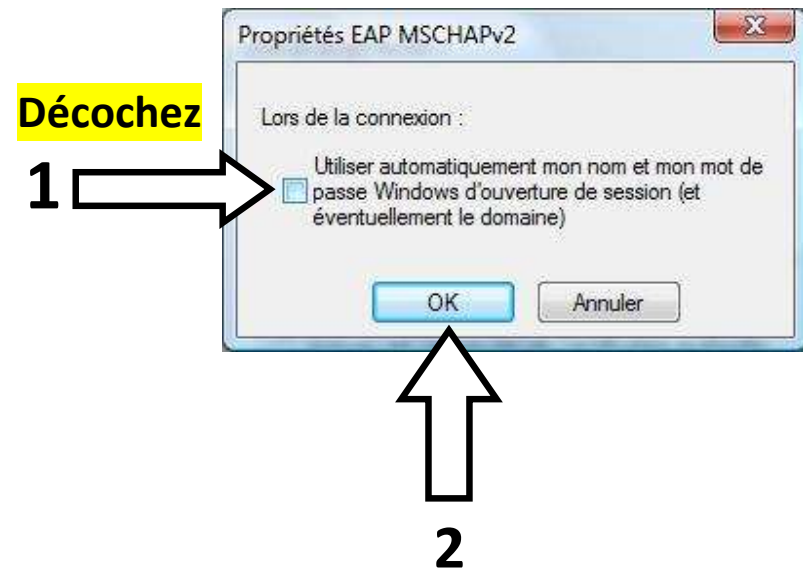 Propriétés EAP MSCHAPv2
Décochez
Lors de la connexion :
1
Utiliser automatiquement mon nom et mon mot de
passe Windows d'ouverture de session (et
éventuellement le domaine)
OK
Annuler
2